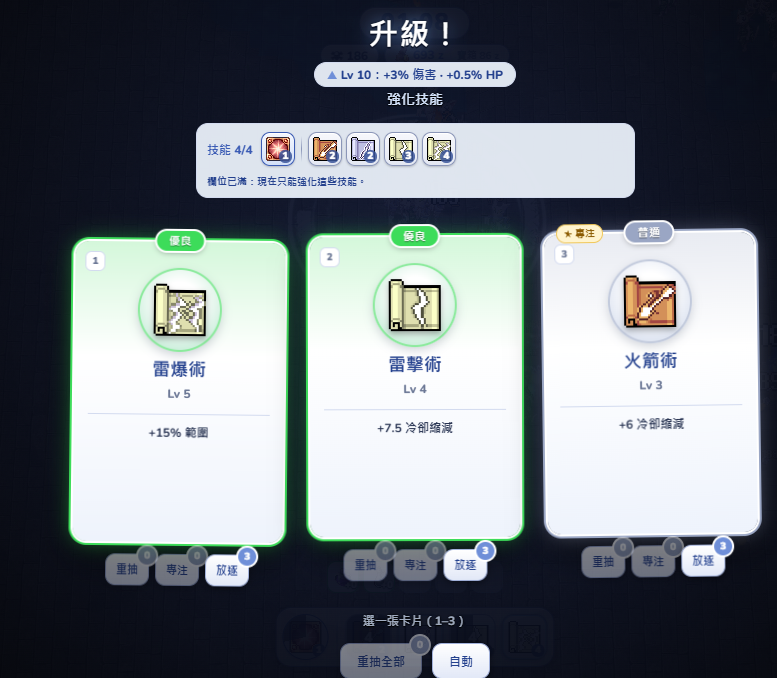 升級！
▲ Lv 10：+3% 傷害 · +0.5% HP
強化技能
技能 4/4
1
2
2
3
4
欄位已滿：現在只能強化這些技能。
優良
1
雷爆術
Lv 5
+15% 範圍
重抽 0
專注 0
放逐 3
優良
2
雷擊術
Lv 4
+7.5 冷卻縮減
重抽 0
專注 0
放逐 3
★ 專注
普通
3
火箭術
Lv 3
+6 冷卻縮減
重抽 0
專注 0
放逐 3
選一張卡片 (1–3)
重抽全部 0
自動